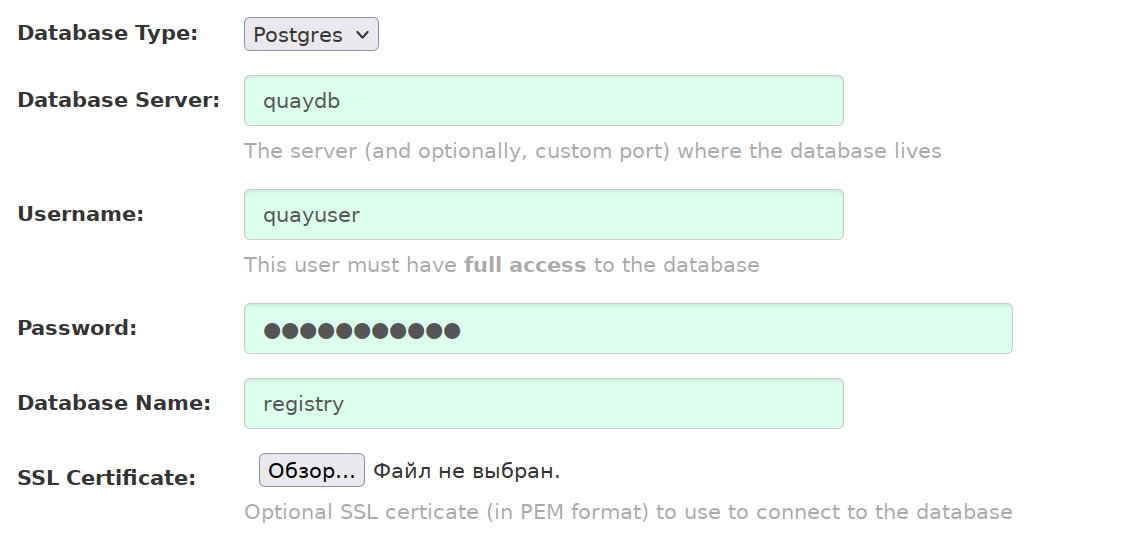 Database Type: Postgres
Database Server: quaydb
The server (and optionally, custom port) where the database lives
Username: quayuser
This user must have full access to the database
Password: ●●●●●●●●●●●
Database Name: registry
SSL Certificate: Обзор... Файл не выбран.
Optional SSL certicate (in PEM format) to use to connect to the database